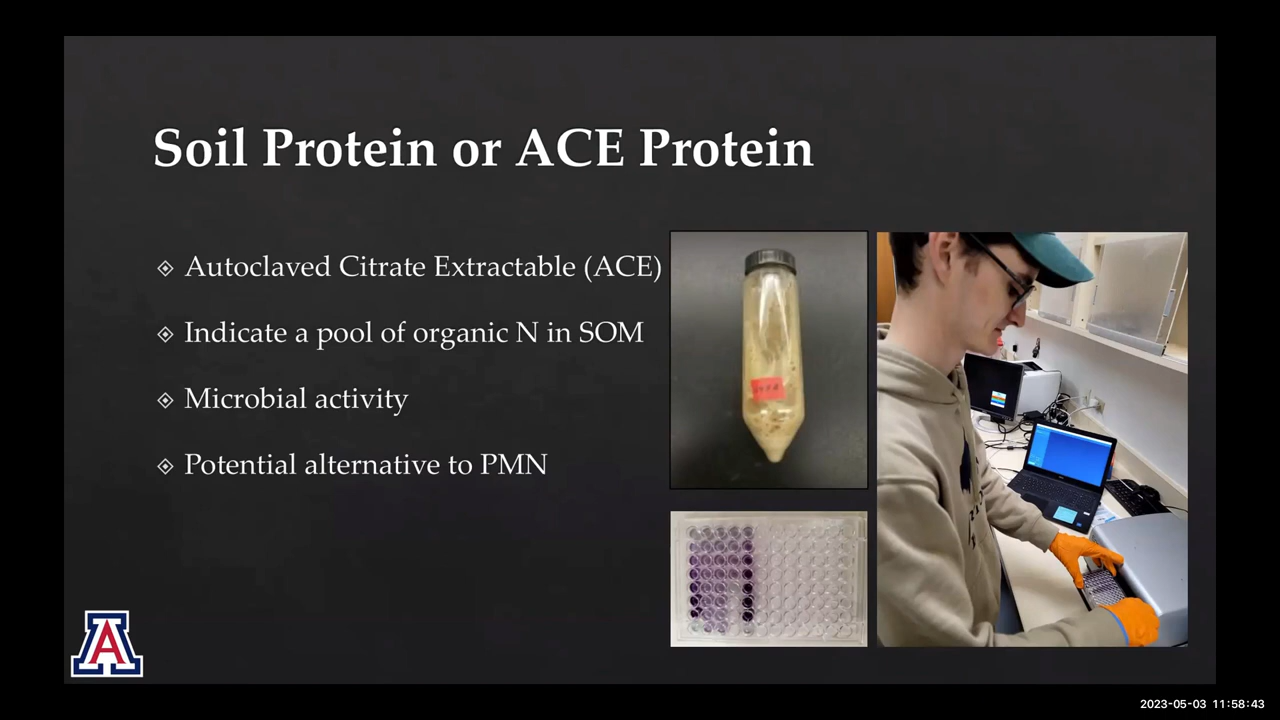 Soil Protein or ACE Protein
Autoclaved Citrate Extractable (ACE)
Indicate a pool of organic N in SOM
Microbial activity
Potential alternative to PMN
A
2023-05-03 11:58:43